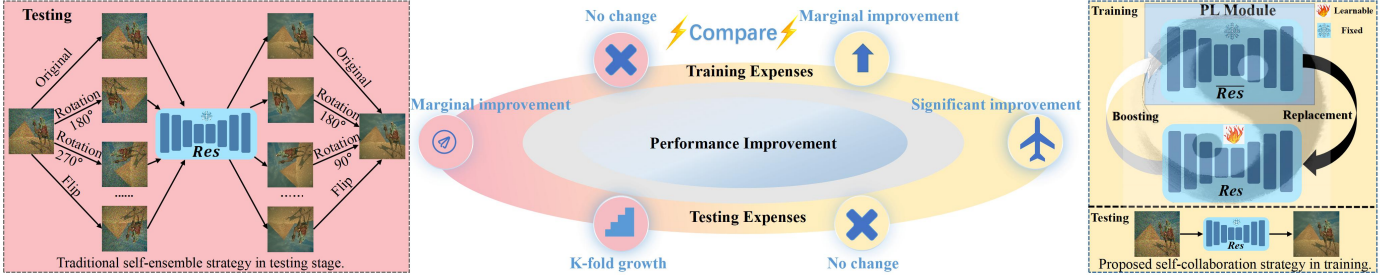 Testing
Original
Rotation
180°
Rotation
270°
Flip
......
Res
Original
Rotation
180°
Rotation
90°
Flip
......
Traditional self-ensemble strategy in testing stage.
No change
Compare
Marginal improvement
Training Expenses
Marginal improvement
Significant improvement
Performance Improvement
Testing Expenses
K-fold growth
No change
Training
PL Module
Learnable
Fixed
Res
Boosting
Replacement
Res
Testing
Res
Proposed self-collaboration strategy in training.